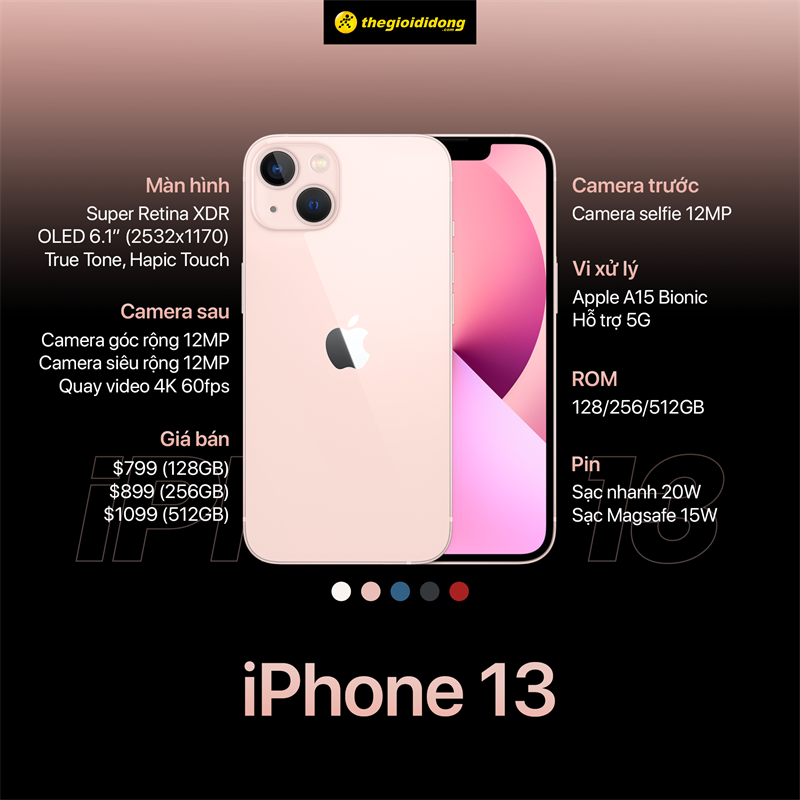 thegioididong
.com
Màn hình
Super Retina XDR
OLED 6.1” (2532x1170)
True Tone, Hapic Touch
Camera sau
Camera góc rộng 12MP
Camera siêu rộng 12MP
Quay video 4K 60fps
Giá bán
$799 (128GB)
$899 (256GB)
$1099 (512GB)
Camera trước
Camera selfie 12MP
Vi xử lý
Apple A15 Bionic
Hỗ trợ 5G
ROM
128/256/512GB
Pin
Sạc nhanh 20W
Sạc Magsafe 15W
iP 13
iPhone 13